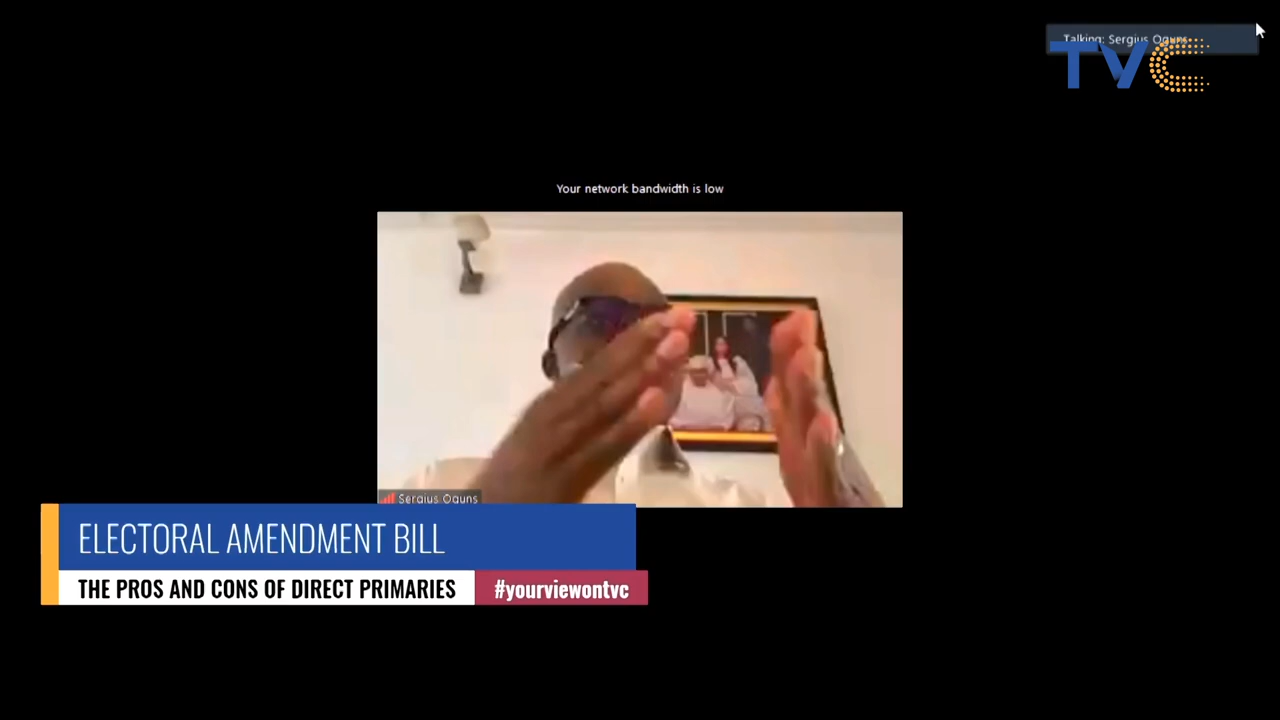 Talking: Sergius Oguns
TVC
Your network bandwidth is low
Sergius Oguns
ELECTORAL AMENDMENT BILL
THE PROS AND CONS OF DIRECT PRIMARIES
#yourviewontvc